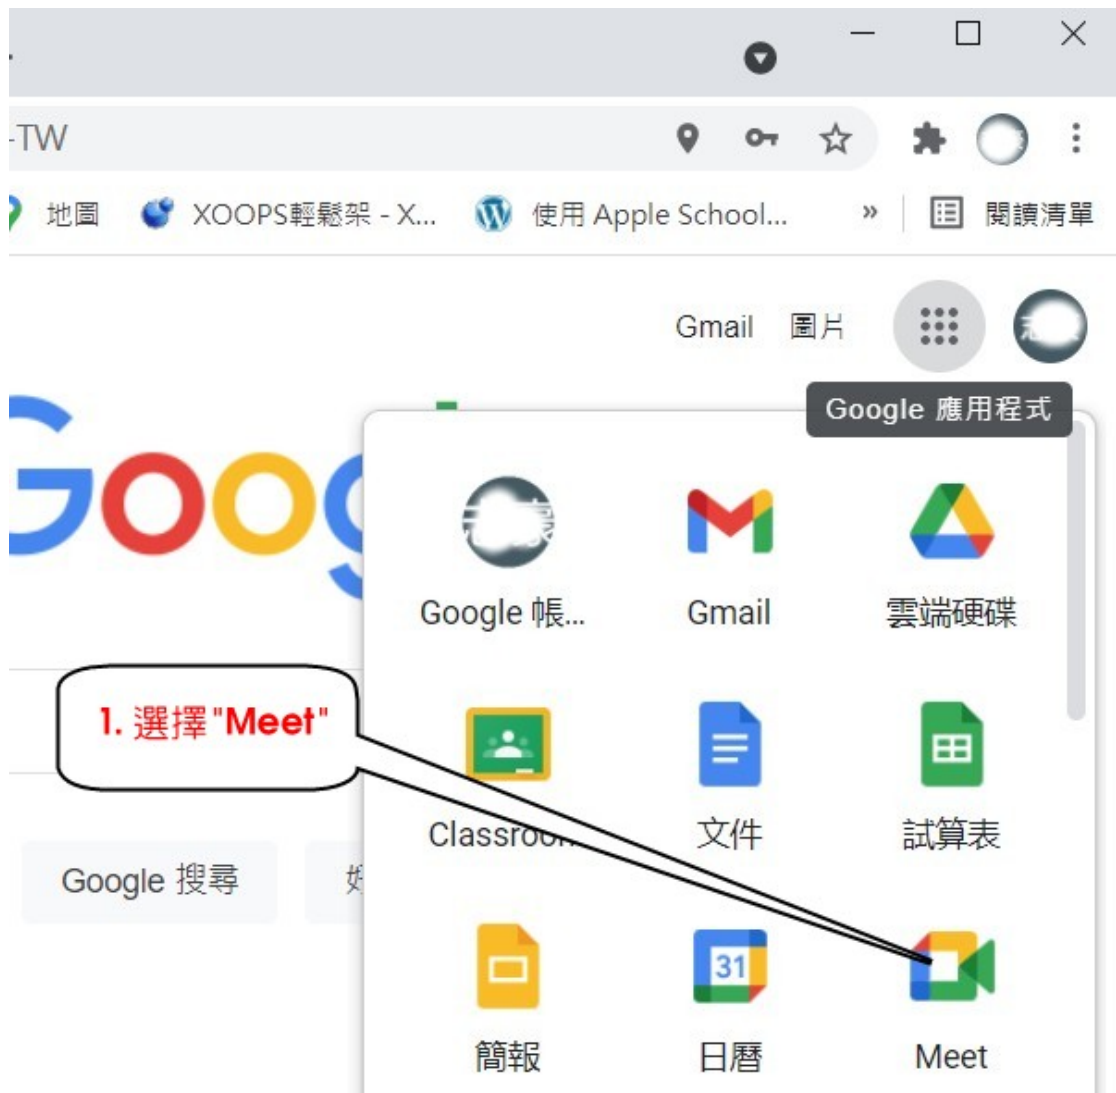 -TW
地圖 XOOPS輕鬆架 - X... 使用 Apple School... » 閱讀清單
Gmail 圖片
Google 應用程式
Goog
Google 帳... Gmail 雲端硬碟
1. 選擇"Meet"
Classroo... 文件 試算表
Google 搜尋
31
簡報 日曆 Meet